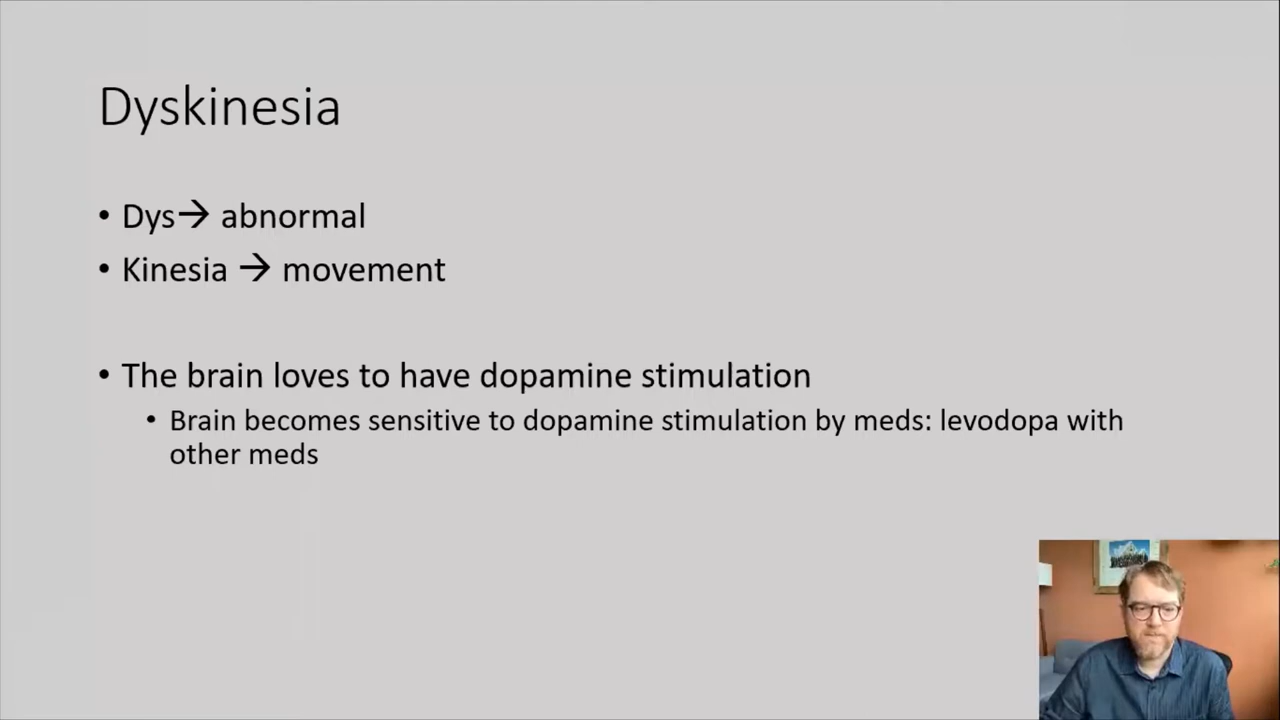 Dyskinesia
• Dys→ abnormal
• Kinesia → movement
• The brain loves to have dopamine stimulation
• Brain becomes sensitive to dopamine stimulation by meds: levodopa with
other meds